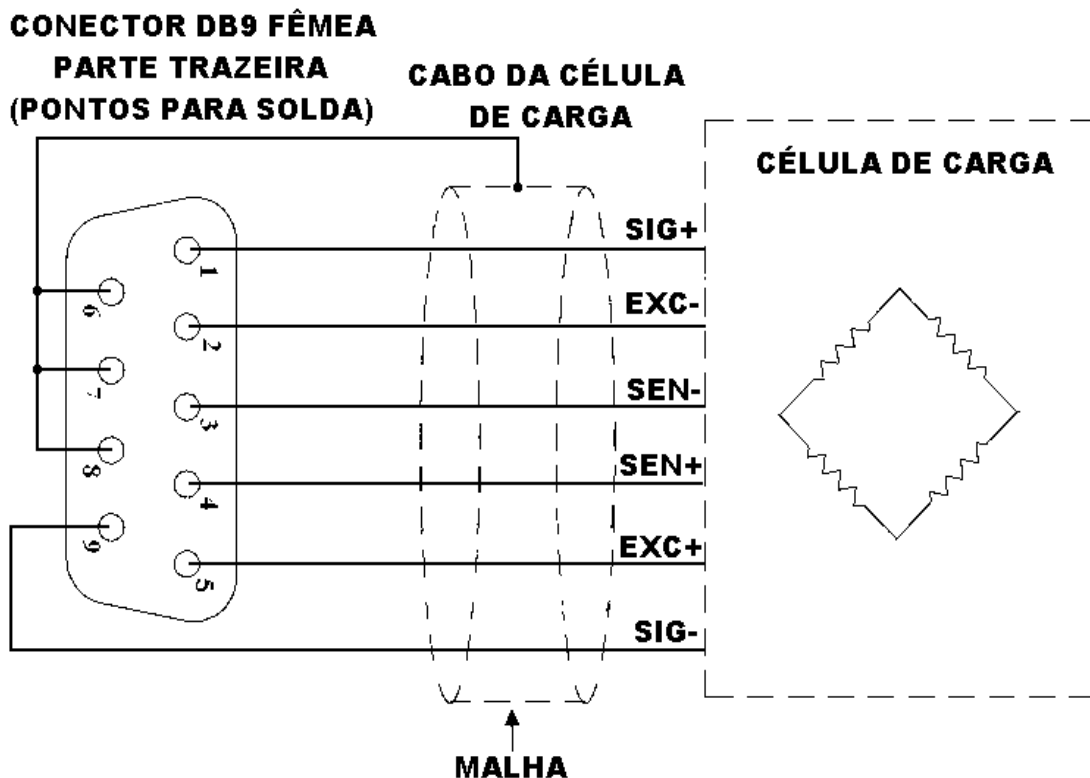 CONECTOR DB9 FÊMEA
PARTE TRAZEIRA
(PONTOS PARA SOLDA)
CABO DA CÉLULA
DE CARGA
CÉLULA DE CARGA
SIG+
1
6
EXC-
2
7
SEN-
3
8
SEN+
4
9
EXC+
5
SIG-
MALHA